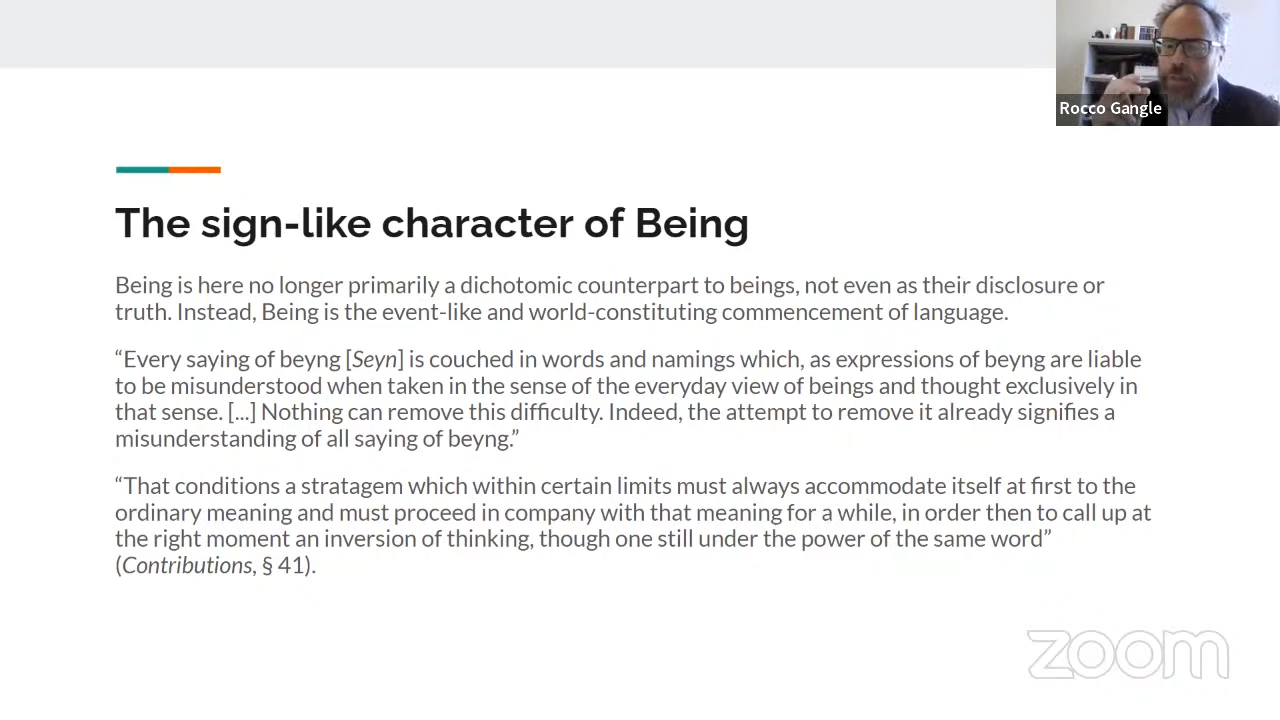 Rocco Gangle
The sign-like character of Being
Being is here no longer primarily a dichotomic counterpart to beings, not even as their disclosure or
truth. Instead, Being is the event-like and world-constituting commencement of language.
“Every saying of beyng [Seyn] is couched in words and namings which, as expressions of beyng are liable
to be misunderstood when taken in the sense of the everyday view of beings and thought exclusively in
that sense. [...] Nothing can remove this difficulty. Indeed, the attempt to remove it already signifies a
misunderstanding of all saying of beyng.”
“That conditions a stratagem which within certain limits must always accommodate itself at first to the
ordinary meaning and must proceed in company with that meaning for a while, in order then to call up at
the right moment an inversion of thinking, though one still under the power of the same word”
(Contributions, § 41).
zoom